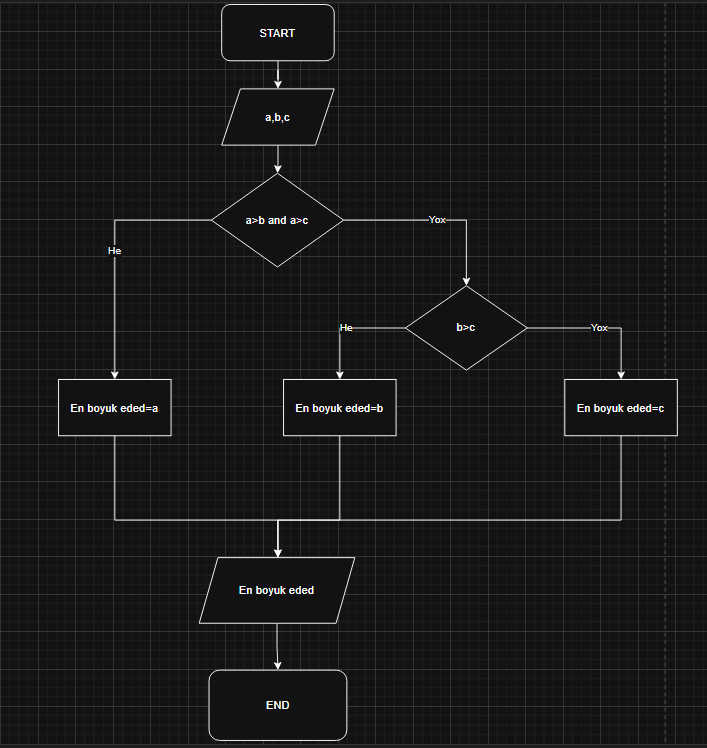 START
a,b,c
a>b and a>c
He
Yox
b>c
He
Yox
En boyuk eded=a
En boyuk eded=b
En boyuk eded=c
En boyuk eded
END